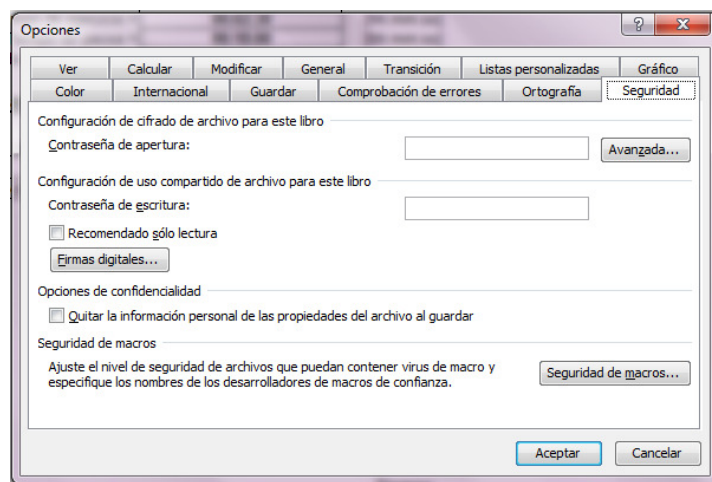 Opciones
Ver Calcular Modificar General Transición Listas personalizadas Gráfico
Color Internacional Guardar Comprobación de errores Ortografía Seguridad
Configuración de cifrado de archivo para este libro
Contraseña de apertura:
Avanzada...
Configuración de uso compartido de archivo para este libro
Contraseña de escritura:
Recomendado sólo lectura
Firmas digitales...
Opciones de confidencialidad
Quitar la información personal de las propiedades del archivo al guardar
Seguridad de macros
Ajuste el nivel de seguridad de archivos que puedan contener virus de macro y
especifique los nombres de los desarrolladores de macros de confianza.
Seguridad de macros...
Aceptar Cancelar